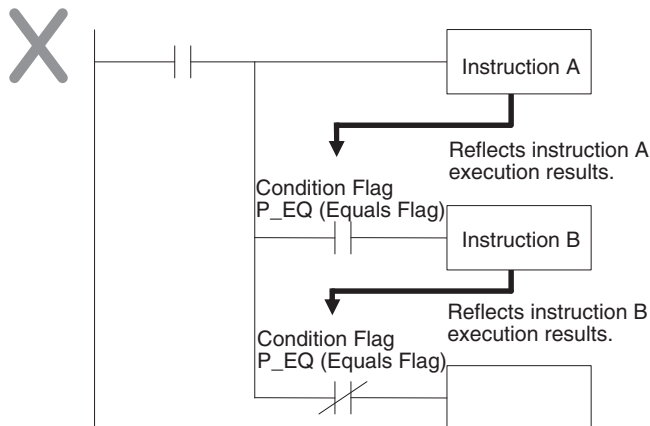 Instruction A
Reflects instruction A
execution results.
Condition Flag
P_EQ (Equals Flag)
Instruction B
Reflects instruction B
execution results.
Condition Flag
P_EQ (Equals Flag)